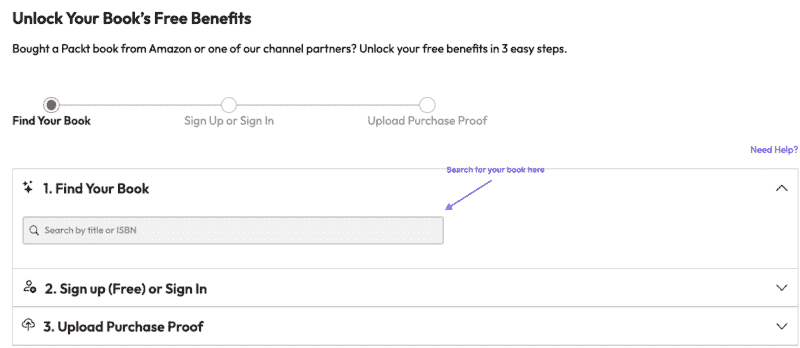 Unlock Your Book's Free Benefits
Bought a Packt book from Amazon or one of our channel partners? Unlock your free benefits in 3 easy steps.
Find Your Book
Sign Up or Sign In
Upload Purchase Proof
Need Help?
Search for your book here
1. Find Your Book
Search by title or ISBN
2. Sign up (Free) or Sign In
3. Upload Purchase Proof